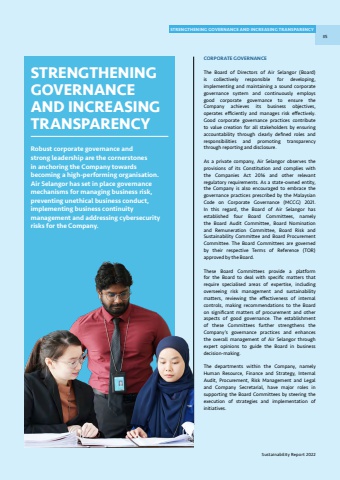 STRENGTHENING GOVERNANCE AND INCREASING TRANSPARENCY
35
STRENGTHENING
GOVERNANCE
AND INCREASING
TRANSPARENCY
Robust corporate governance and
strong leadership are the cornerstones
in anchoring the Company towards
becoming a high-performing organisation.
Air Selangor has set in place governance
mechanisms for managing business risk,
preventing unethical business conduct,
implementing business continuity
management and addressing cybersecurity
risks for the Company.
CORPORATE GOVERNANCE
The Board of Directors of Air Selangor (Board)
is collectively responsible for developing,
implementing and maintaining a sound corporate
governance system and continuously employs
good corporate governance to ensure the
Company achieves its business objectives,
operates efficiently and manages risk effectively.
Good corporate governance practices contribute
to value creation for all stakeholders by ensuring
accountability through clearly defined roles and
responsibilities and promoting transparency
through reporting and disclosure.
As a private company, Air Selangor observes the
provisions of its Constitution and complies with
the Companies Act 2016 and other relevant
regulatory requirements. As a state-owned entity,
the Company is also encouraged to embrace the
governance practices prescribed by the Malaysian
Code on Corporate Governance (MCCG) 2021.
In this regard, the Board of Air Selangor has
established four Board Committees, namely
the Board Audit Committee, Board Nomination
and Remuneration Committee, Board Risk and
Sustainability Committee and Board Procurement
Committee. The Board Committees are governed
by their respective Terms of Reference (TOR)
approved by the Board.
These Board Committees provide a platform
for the Board to deal with specific matters that
require specialised areas of expertise, including
overseeing risk management and sustainability
matters, reviewing the effectiveness of internal
controls, making recommendations to the Board
on significant matters of procurement and other
aspects of good governance. The establishment
of these Committees further strengthens the
Company's governance practices and enhances
the overall management of Air Selangor through
expert opinions to guide the Board in business
decision-making.
The departments within the Company, namely
Human Resource, Finance and Strategy, Internal
Audit, Procurement, Risk Management and Legal
and Company Secretarial, have major roles in
supporting the Board Committees by steering the
execution of strategies and implementation of
initiatives.
Sustainability Report 2022